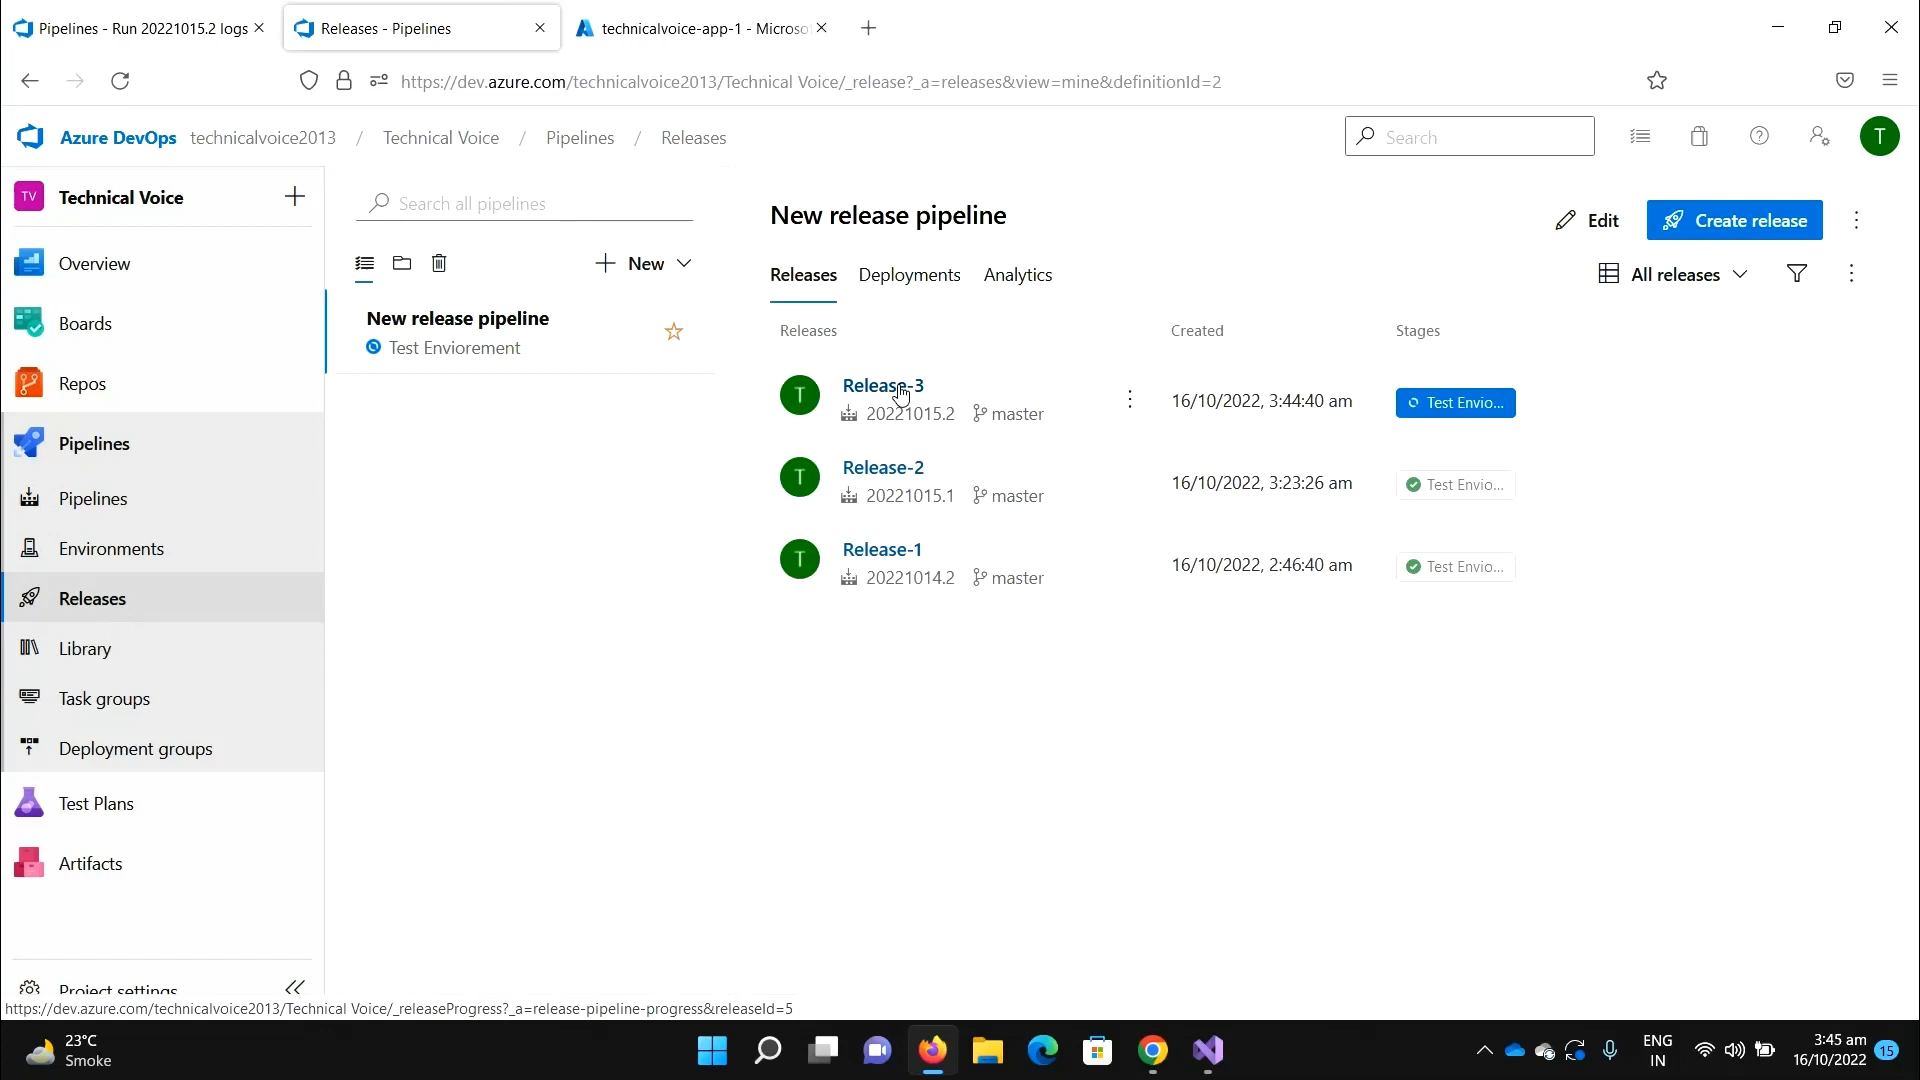 Pipelines - Run 20221015.2 logs
Releases - Pipelines
technicalvoice-app-1 - Microso
https://dev.azure.com/technicalvoice2013/Technical Voice/_release?_a=releases&view=mine&definitionId=2
Azure DevOps technicalvoice2013 / Technical Voice / Pipelines / Releases
Search
T
TV Technical Voice
Overview
Boards
Repos
Pipelines
Pipelines
Environments
Releases
Library
Task groups
Deployment groups
Test Plans
Artifacts
Project settings
Search all pipelines
New
New release pipeline
Test Enviorement
New release pipeline
Edit
Create release
Releases Deployments Analytics
All releases
Releases Created Stages
T Release-3
20221015.2 master
16/10/2022, 3:44:40 am
Test Envio...
T Release-2
20221015.1 master
16/10/2022, 3:23:26 am
Test Envio...
T Release-1
20221014.2 master
16/10/2022, 2:46:40 am
Test Envio...
https://dev.azure.com/technicalvoice2013/Technical Voice/_releaseProgress?_a=release-pipeline-progress&releaseId=5
23°C
Smoke
ENG
IN
3:45 am
16/10/2022
15